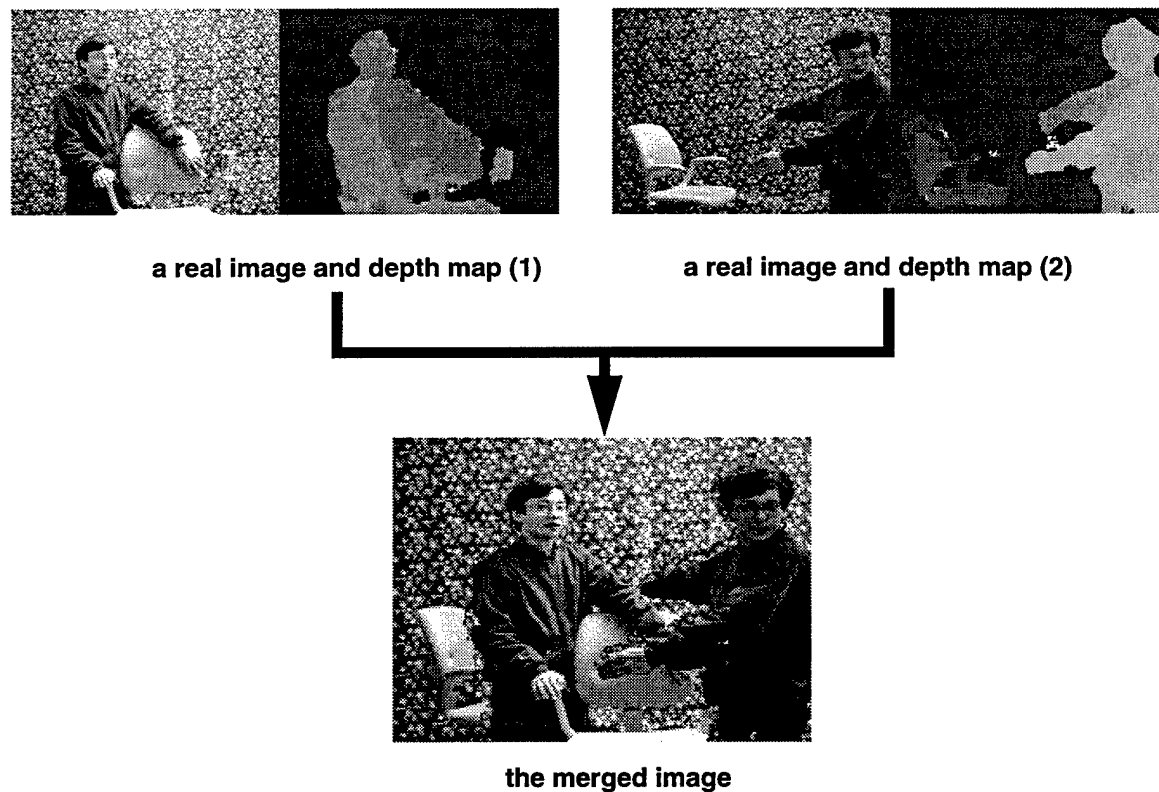 a real image and depth map (1)
a real image and depth map (2)
the merged image